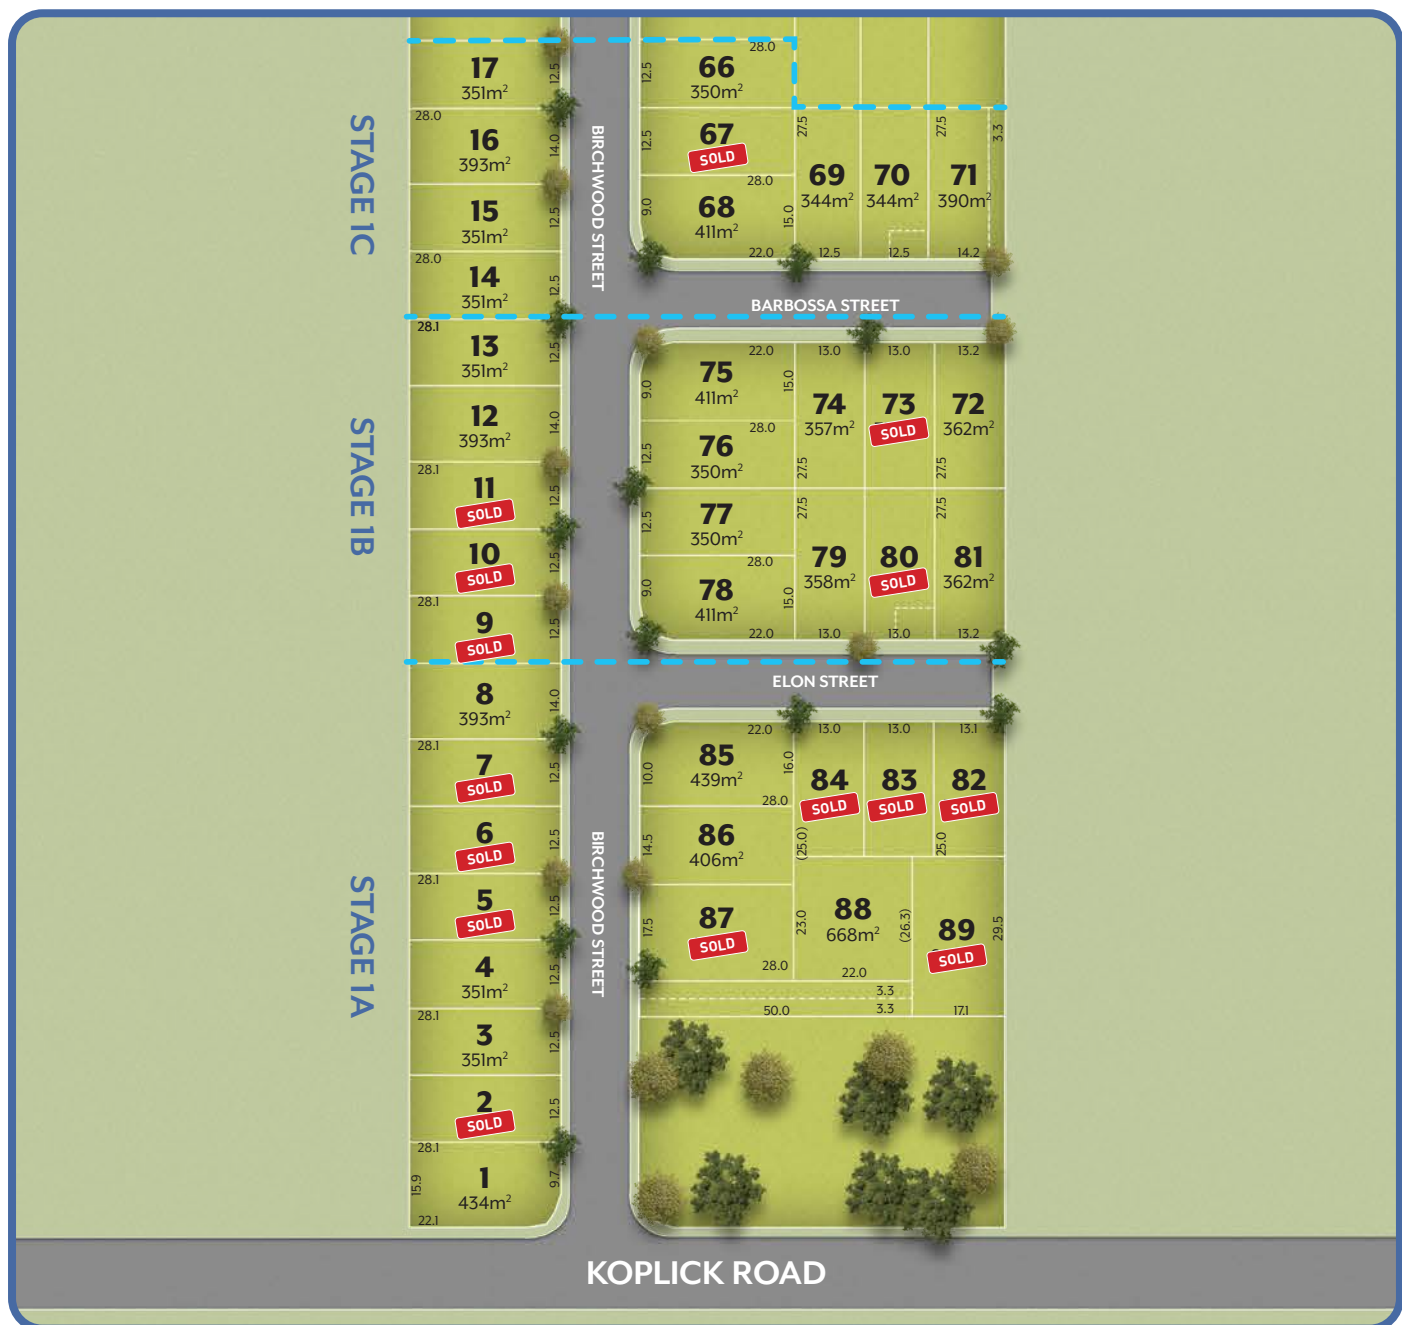 STAGE 1C
17
351m²
12.5
28.0
16
393m²
14.0
15
351m²
12.5
28.0
14
351m²
12.5
BIRCHWOOD STREET
28.0
66
350m²
12.5
67
SOLD
12.5
28.0
68
411m²
9.0
15.0
22.0
27.5
69
344m²
12.5
70
344m²
12.5
27.5
71
390m²
14.2
3.3
BARBOSSA STREET
STAGE 1B
28.1
13
351m²
12.5
12
393m²
14.0
28.1
11
SOLD
12.5
10
SOLD
12.5
28.1
9
SOLD
12.5
22.0
75
411m²
9.0
15.0
28.0
76
350m²
12.5
77
350m²
12.5
28.0
78
411m²
9.0
15.0
22.0
13.0
74
357m²
27.5
13.0
73
SOLD
13.2
72
362m²
27.5
27.5
79
358m²
13.0
80
SOLD
13.0
27.5
81
362m²
13.2
ELON STREET
STAGE 1A
8
393m²
14.0
28.1
7
SOLD
12.5
6
SOLD
12.5
28.1
5
SOLD
12.5
4
351m²
12.5
28.1
3
351m²
12.5
2
SOLD
12.5
28.1
1
434m²
15.9
9.7
22.1
BIRCHWOOD STREET
22.0
85
439m²
10.0
16.0
28.0
86
406m²
14.5
87
SOLD
17.5
28.0
13.0
84
SOLD
(25.0)
13.0
83
SOLD
13.1
82
SOLD
25.0
88
668m²
23.0
(26.3)
22.0
89
SOLD
29.5
17.1
3.3
3.3
50.0
KOPLICK ROAD